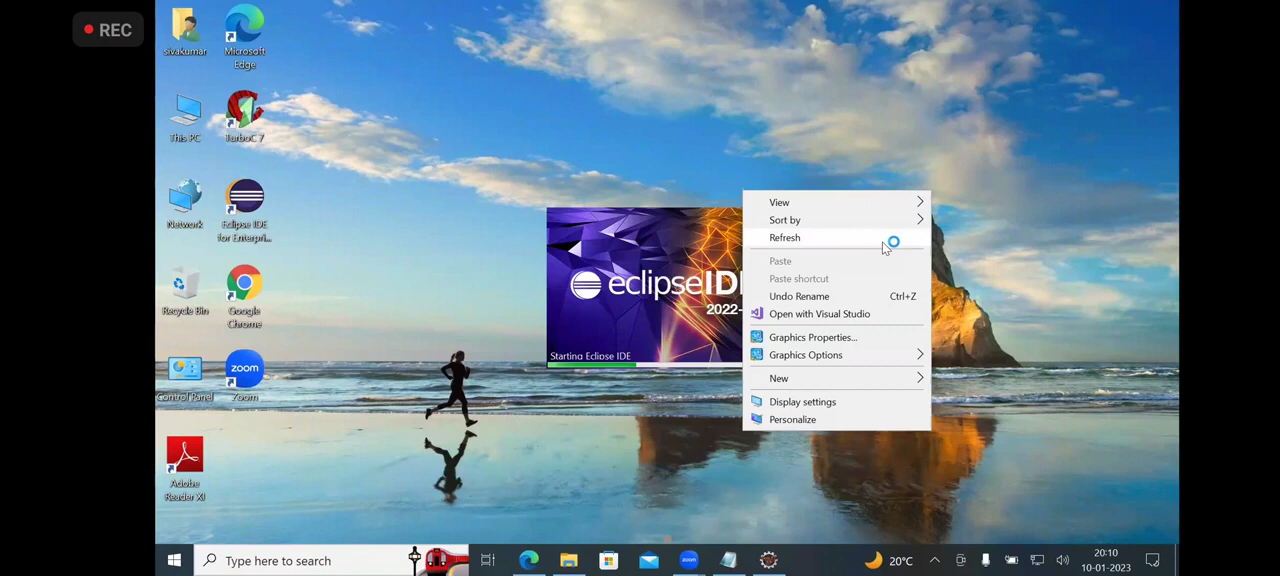 REC
sivakumar
Microsoft
Edge
This PC
TurboC 7
Network
Eclipse IDE
for Enterpri...
Recycle Bin
Google
Chrome
zoom
Control Panel
Zoom
Adobe
Reader XI
eclipseID
2022-
Starting Eclipse IDE
View
Sort by
Refresh
Paste
Paste shortcut
Undo Rename Ctrl+Z
Open with Visual Studio
Graphics Properties...
Graphics Options
New
Display settings
Personalize
Type here to search
zoom
20°C
20:10
10-01-2023